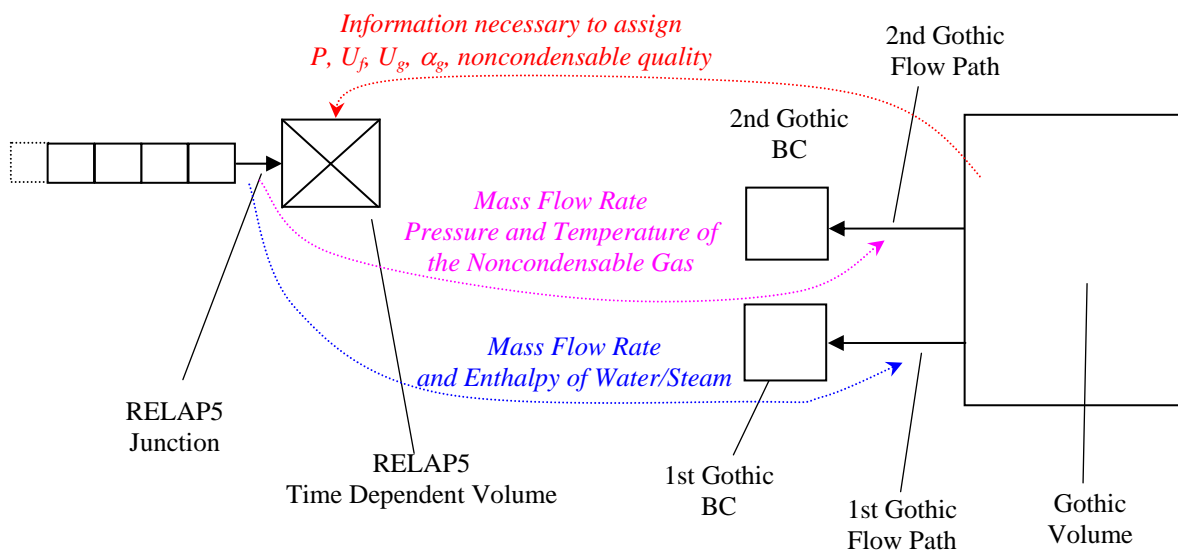 Information necessary to assign
P, U_f, U_g, α_g, noncondensable quality
2nd Gothic
Flow Path
2nd Gothic
BC
Mass Flow Rate
Pressure and Temperature of
the Noncondensable Gas
Mass Flow Rate
and Enthalpy of Water/Steam
RELAP5
Junction
RELAP5
Time Dependent Volume
1st Gothic
BC
1st Gothic
Flow Path
Gothic
Volume